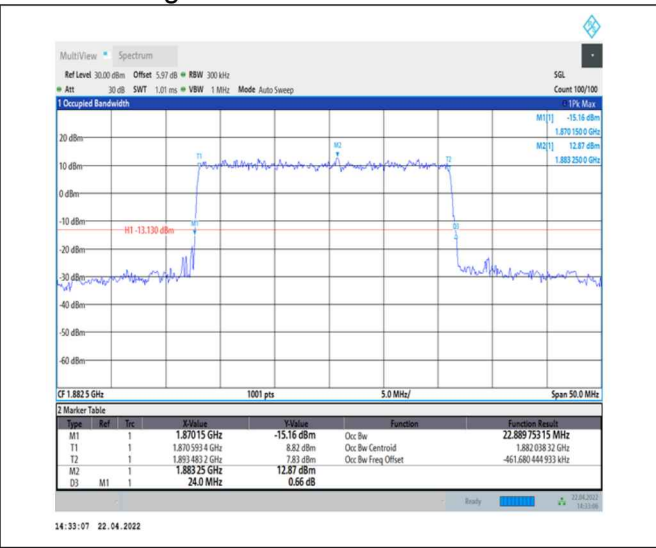 MultiView Spectrum
Ref Level 30.00 dBm Offset 5.97 dB RBW 300 kHz SGL
Att 30 dB SWT 1.01 ms VBW 1 MHz Mode Auto Sweep Count 100/100
1 Occupied Bandwidth 1Pk Max
M1[1] -15.16 dBm
1.870 150 0 GHz
M2[1] 12.87 dBm
1.883 250 0 GHz
20 dBm
M2
T1 T2
10 dBm
0 dBm
-10 dBm
M1 D3
H1 -13.130 dBm
-20 dBm
-30 dBm
-40 dBm
-50 dBm
-60 dBm
CF 1.882 5 GHz 1001 pts 5.0 MHz/ Span 50.0 MHz
2 Marker Table
Type Ref Trc X-Value Y-Value Function Function Result
M1 1 1.87015 GHz -15.16 dBm Occ Bw 22.889 753 15 MHz
T1 1 1.870 593 4 GHz 8.82 dBm Occ Bw Centroid 1.882 038 32 GHz
T2 1 1.893 483 2 GHz 7.83 dBm Occ Bw Freq Offset -461.680 444 933 kHz
M2 1 1.883 25 GHz 12.87 dBm
D3 M1 1 24.0 MHz 0.66 dB
Ready 22.04.2022
14:33:06
14:33:07 22.04.2022